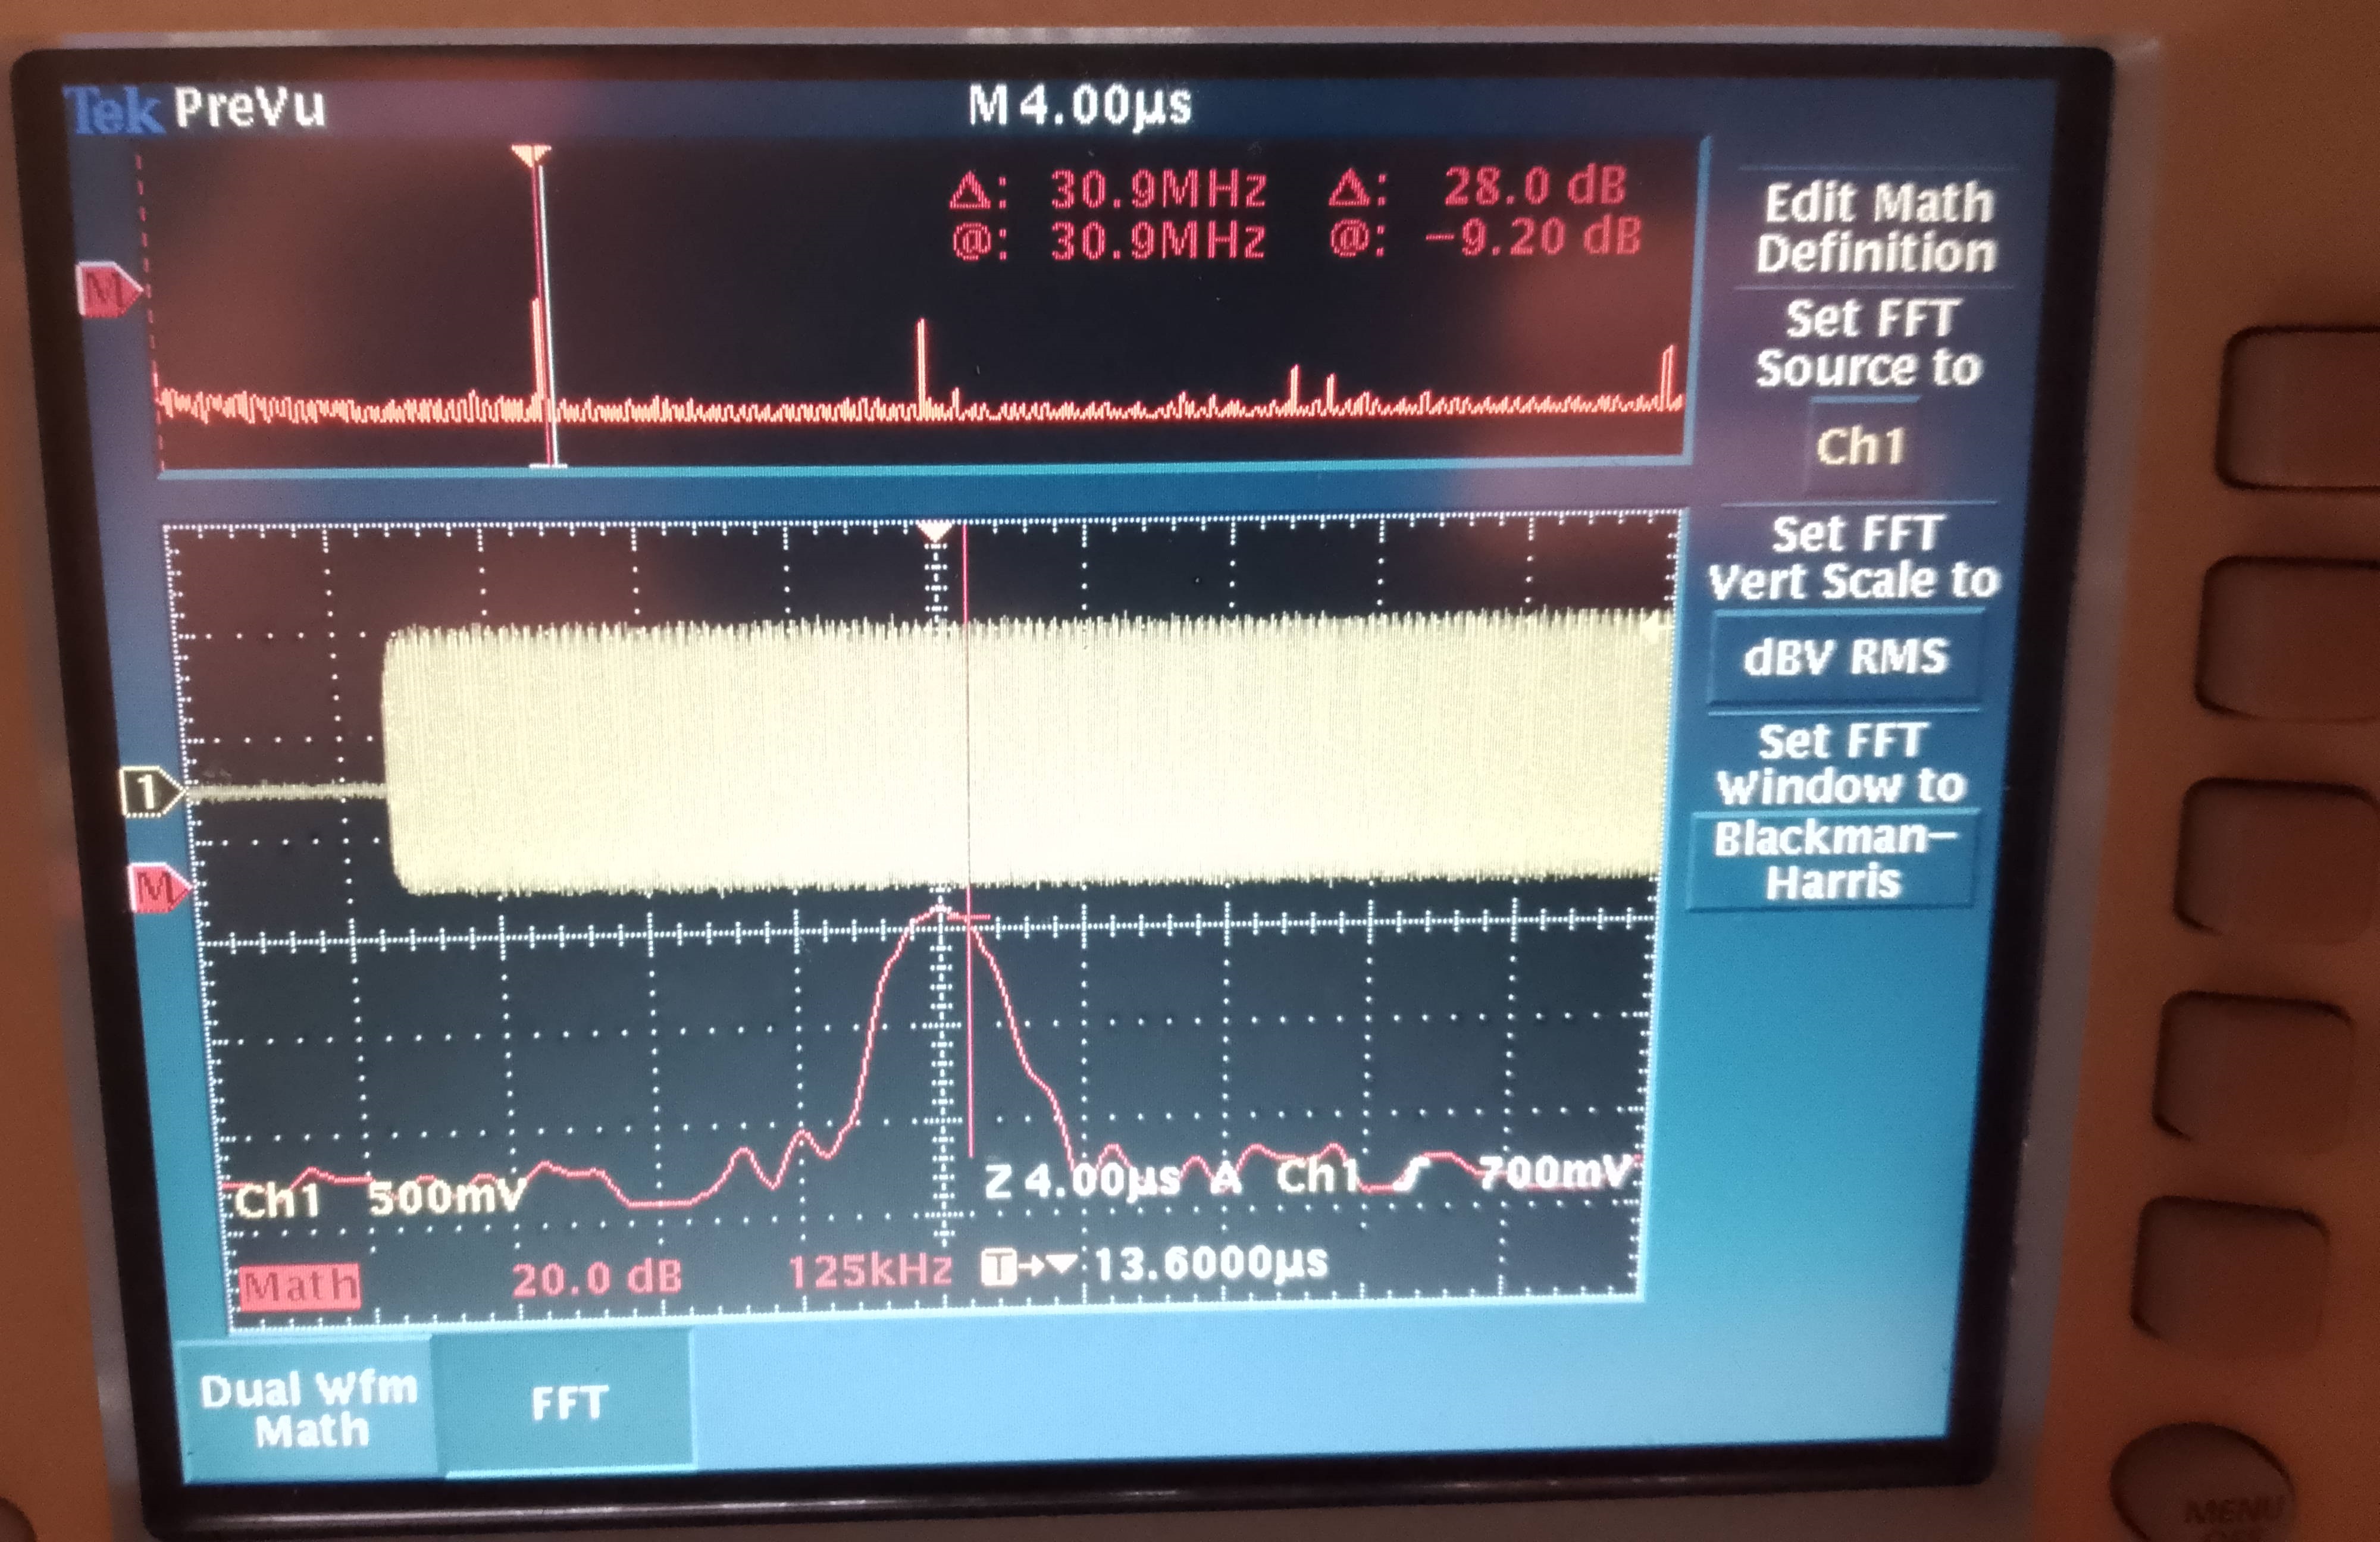 Tek PreVu M 4.00µs
Δ: 30.9MHz Δ: 28.0 dB
@: 30.9MHz @: −9.20 dB
M
1
M
Ch1 500mV Z 4.00µs A Ch1 700mV
Math 20.0 dB 125kHz T→▼ 13.6000µs
Edit Math
Definition
Set FFT
Source to
Ch1
Set FFT
Vert Scale to
dBV RMS
Set FFT
Window to
Blackman−
Harris
Dual Wfm
Math
FFT
MENU